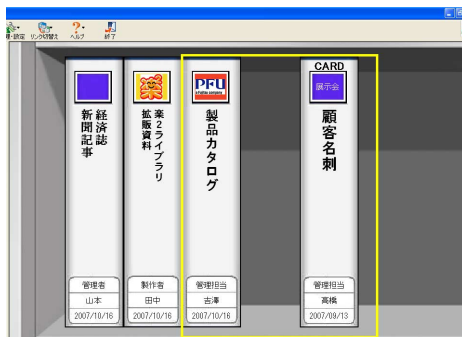 リンク切替え
ヘルプ
終了
経済誌
新聞記事
管理者
山本
2007/10/16
楽
楽2ライブラリ
拡販資料
製作者
田中
2007/10/16
PFU
製品カタログ
管理担当
吉澤
2007/10/16
CARD
展示会
顧客名刺
管理担当
高橋
2007/09/13